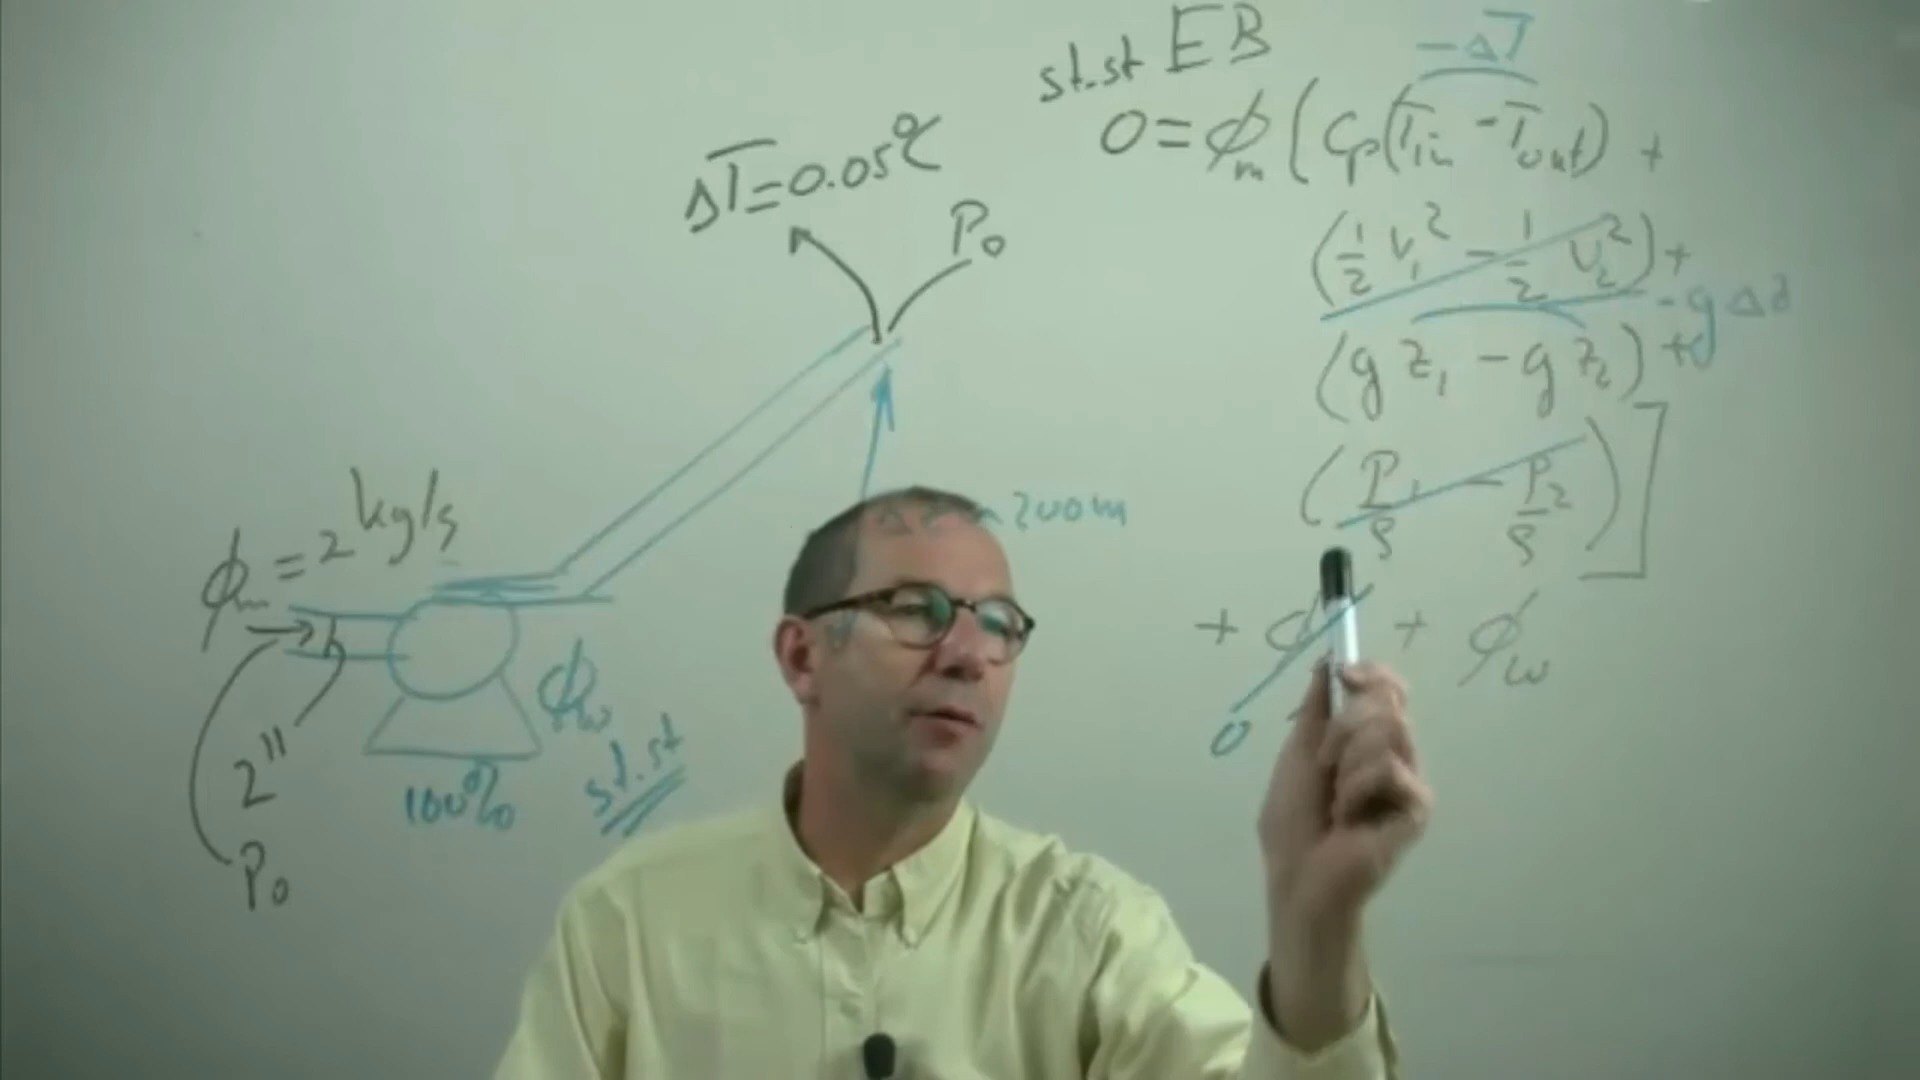 st.st EB
-ΔT
0 = ϕm ( Cp(Tin - Tout) +
(½ v₁² - ½ v₂²) +
- g Δz
(g z₁ - g z₂) +
(P₁/ρ - P₂/ρ) ]
+ + ϕw
0
ΔT = 0.05°C
P₀
200m
ϕm = 2 kg/s
ϕw
2"
100%
st.st
P₀